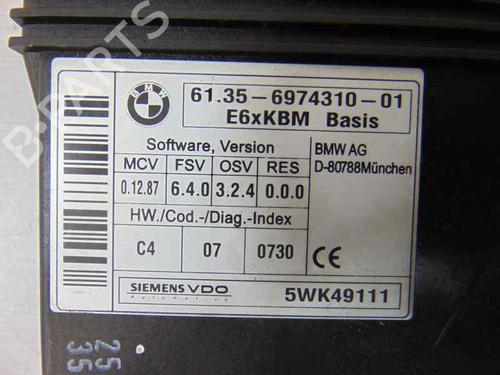 BMW
61.35-6974310-01
E6xKBM Basis
Software, Version
MCV FSV OSV RES
0.12.87 6.4.0 3.2.4 0.0.0
HW./Cod.-/Diag.-Index
C4 07 0730
BMW AG
D-80788München
CE
SIEMENS VDO
Automotive
5WK49111
25
35
B-PARTS